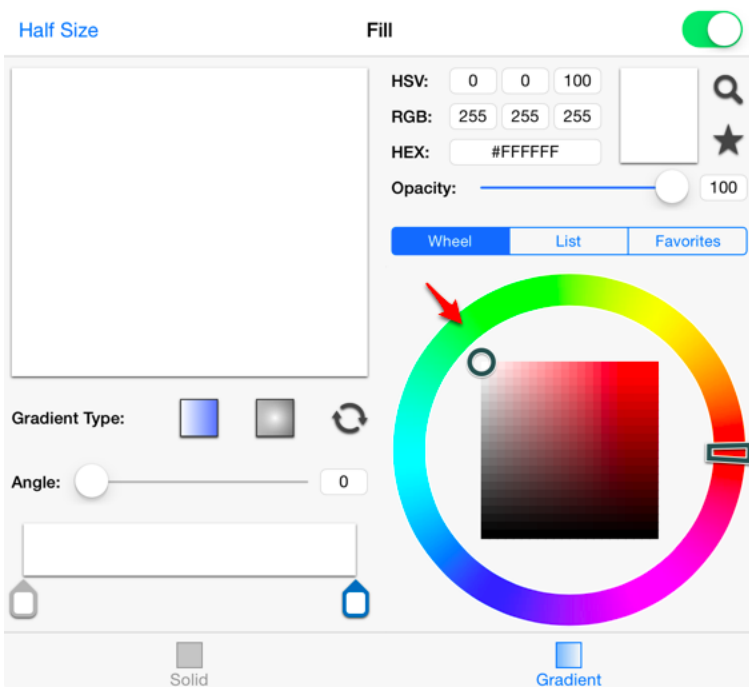 Half Size
Fill
HSV: 0 0 100
RGB: 255 255 255
HEX: #FFFFFF
Opacity: 100
Wheel List Favorites
Gradient Type:
Angle: 0
Solid
Gradient